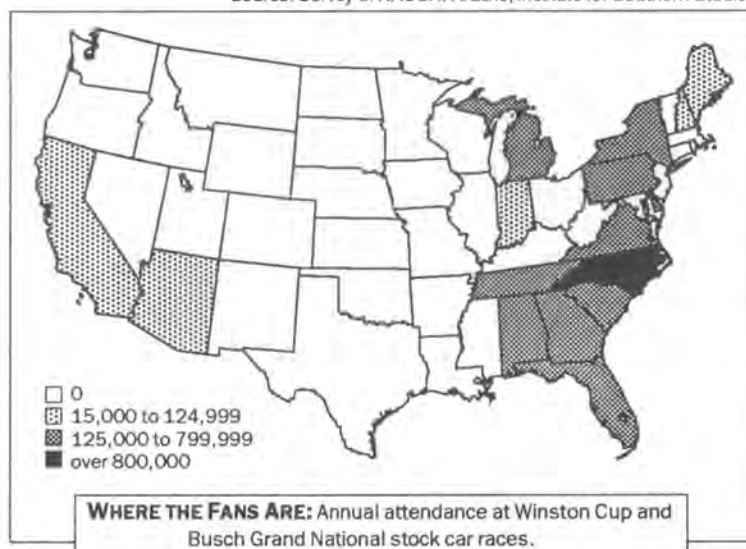 0
15,000 to 124,999
125,000 to 799,999
over 800,000
WHERE THE FANS ARE: Annual attendance at Winston Cup and
Busch Grand National stock car races.